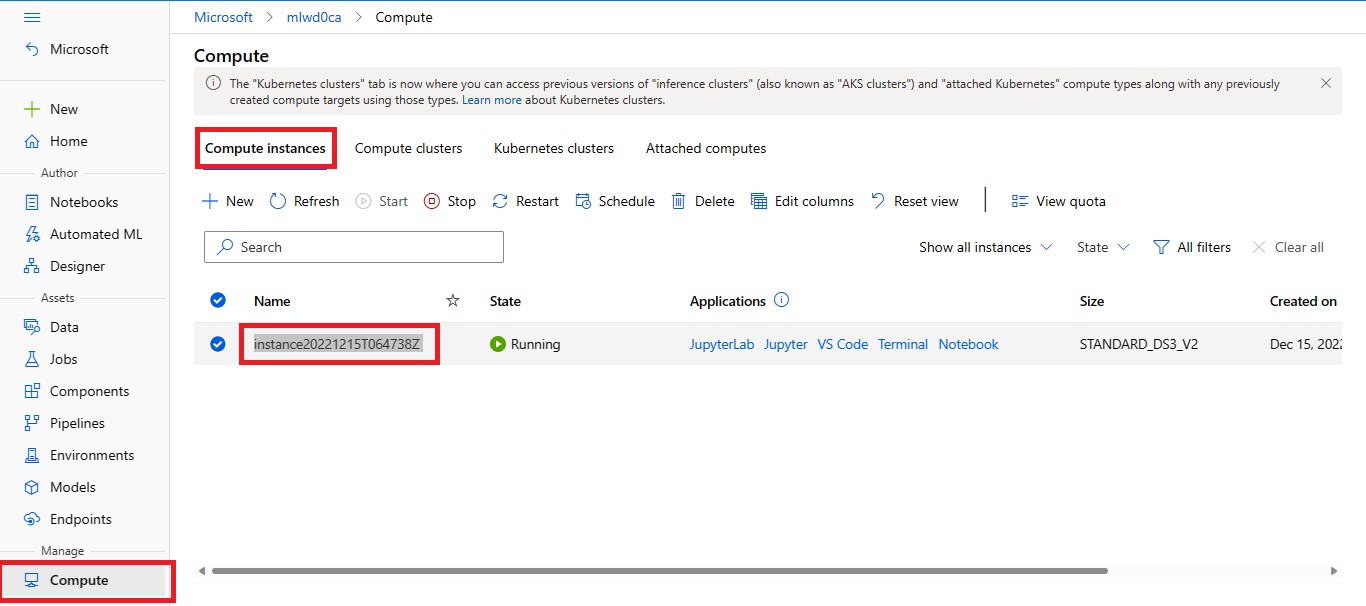 Microsoft > mlwd0ca > Compute
Microsoft
New
Home
Author
Notebooks
Automated ML
Designer
Assets
Data
Jobs
Components
Pipelines
Environments
Models
Endpoints
Manage
Compute
Compute
The "Kubernetes clusters" tab is now where you can access previous versions of "inference clusters" (also known as "AKS clusters") and "attached Kubernetes" compute types along with any previously
created compute targets using those types. Learn more about Kubernetes clusters.
Compute instances Compute clusters Kubernetes clusters Attached computes
New Refresh Start Stop Restart Schedule Delete Edit columns Reset view View quota
Search Show all instances State All filters Clear all
Name State Applications Size Created on
instance20221215T064738Z Running JupyterLab Jupyter VS Code Terminal Notebook STANDARD_DS3_V2 Dec 15, 2022